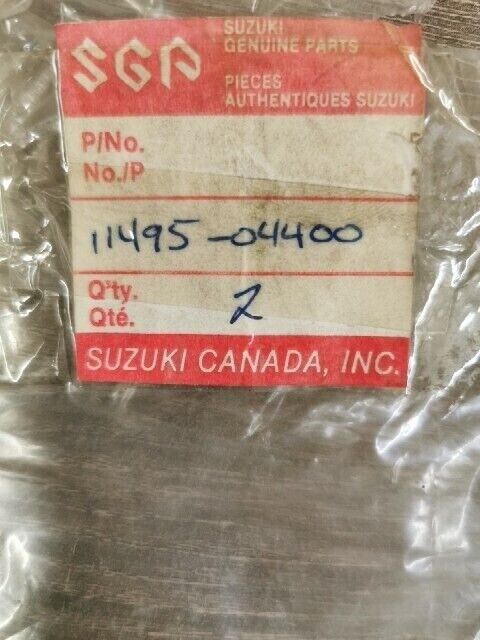 SGP
SUZUKI
GENUINE PARTS
PIECES
AUTHENTIQUES SUZUKI
P/No.
No./P
11495-04400
Q'ty.
Qté.
2
SUZUKI CANADA, INC.